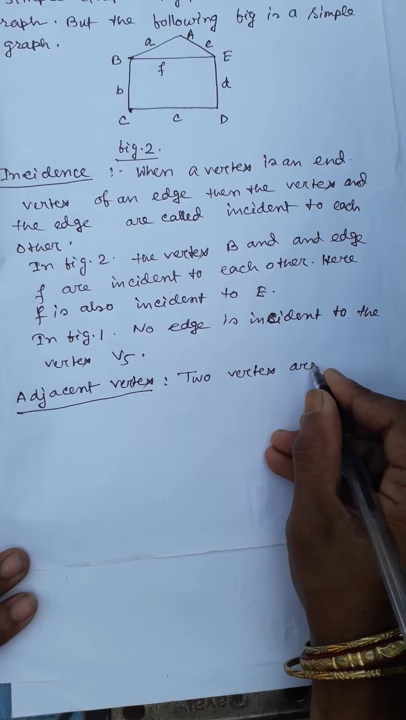 raph. But the following fig is a simple
graph.
A
a
e
B
E
f
b
d
C
c
D
fig.2.
Incidence :- When a vertex is an end
vertex of an edge then the vertex and
the edge are called incident to each
other.
In fig.2. the vertex B and and edge
f are incident to each other. Here
f is also incident to E.
In fig.1. No edge is incident to the
vertex V5.
Adjacent vertex : Two vertex are